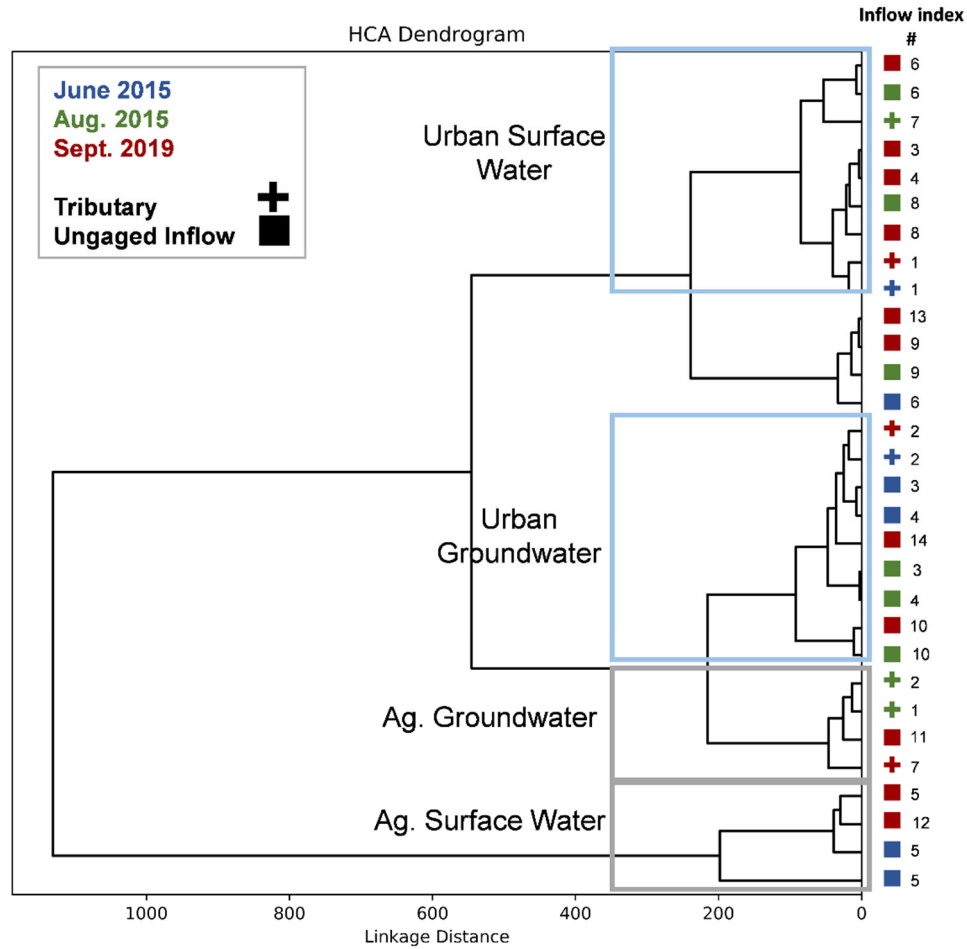 Inflow index
#
HCA Dendrogram
June 2015
Aug. 2015
Sept. 2019
Tributary
Ungaged Inflow
Urban Surface
Water
Urban
Groundwater
Ag. Groundwater
Ag. Surface Water
6
6
7
3
4
8
8
1
1
13
9
9
6
2
2
3
4
14
3
4
10
10
2
1
11
7
5
12
5
5
1000 800 600 400 200 0
Linkage Distance